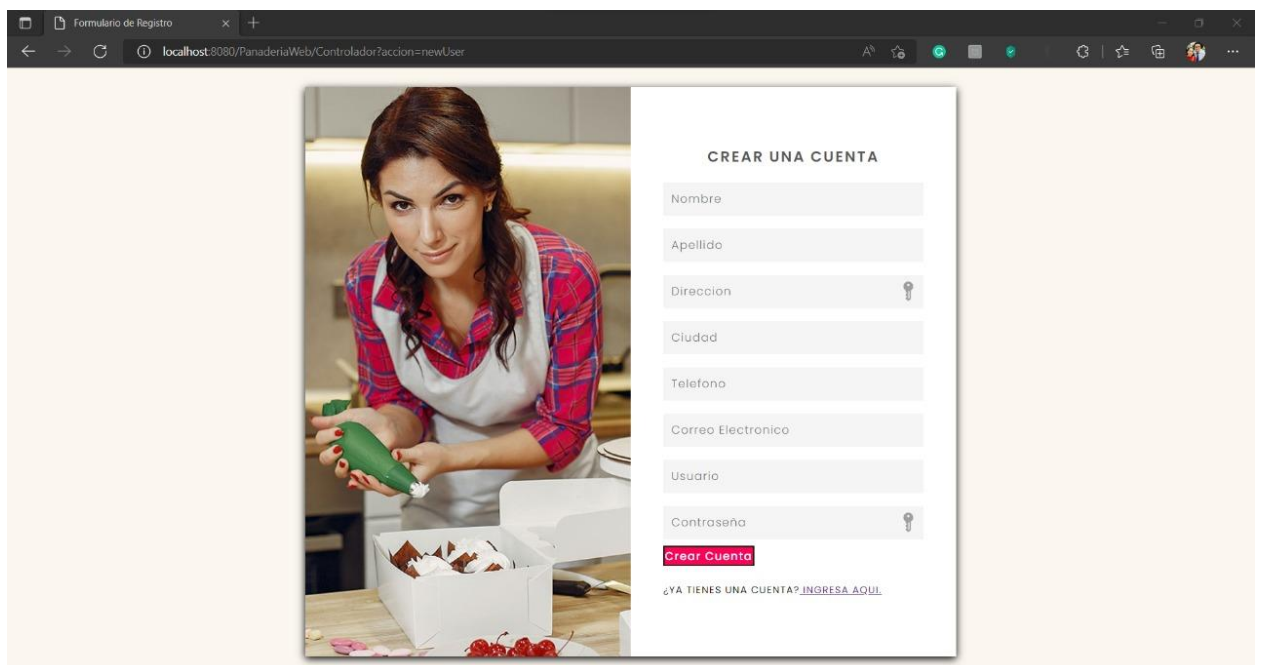 Formulario de Registro
localhost:8080/PanaderiaWeb/Controlador?accion=newUser
CREAR UNA CUENTA
Nombre
Apellido
Direccion
Ciudad
Telefono
Correo Electronico
Usuario
Contraseña
Crear Cuenta
¿YA TIENES UNA CUENTA? INGRESA AQUI.